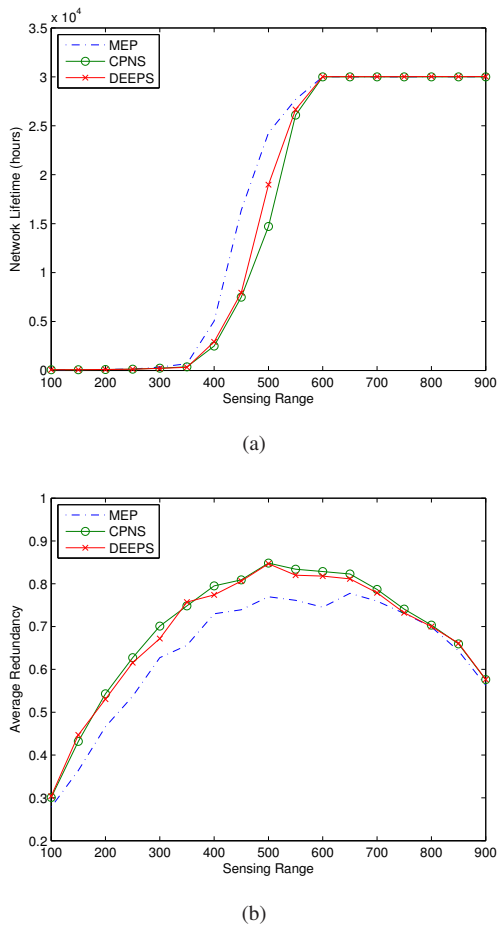 x 10^4
3.5
3
2.5
2
1.5
1
0.5
0
Network Lifetime (hours)
MEP
CPNS
DEEPS
100 200 300 400 500 600 700 800 900
Sensing Range
(a)
1
0.9
0.8
0.7
0.6
0.5
0.4
0.3
0.2
Average Redundancy
MEP
CPNS
DEEPS
100 200 300 400 500 600 700 800 900
Sensing Range
(b)